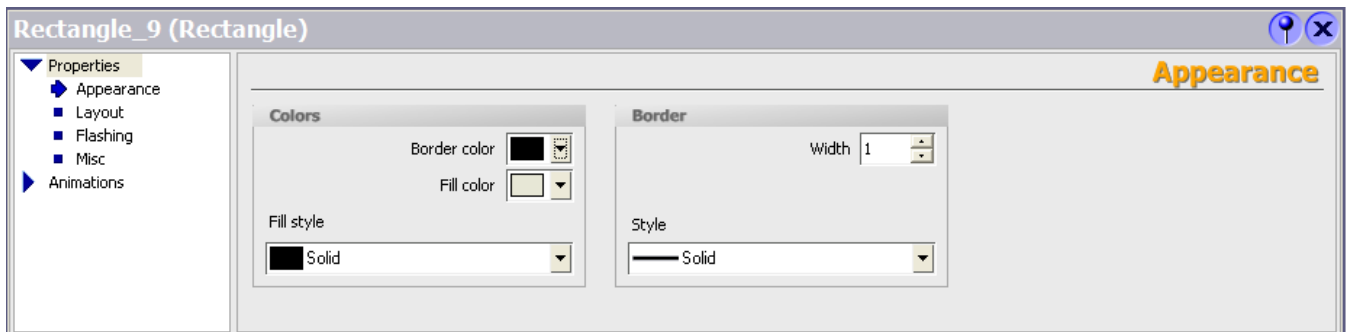 Rectangle_9 (Rectangle)
Properties
Appearance
Layout
Flashing
Misc
Animations
Appearance
Colors
Border color
Fill color
Fill style
Solid
Border
Width 1
Style
Solid